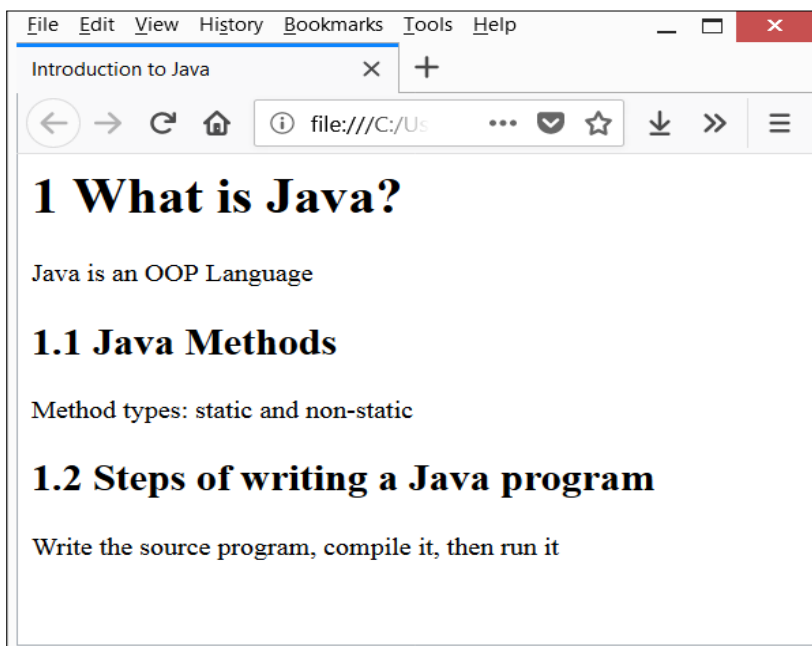 File Edit View History Bookmarks Tools Help
Introduction to Java
file:///C:/Us
1 What is Java?
Java is an OOP Language
1.1 Java Methods
Method types: static and non-static
1.2 Steps of writing a Java program
Write the source program, compile it, then run it